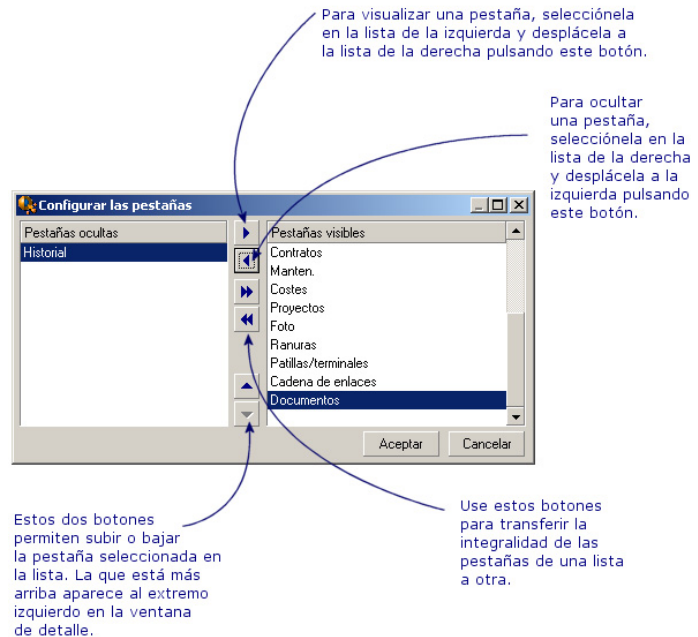 Para visualizar una pestaña, selecciónela
en la lista de la izquierda y desplácela a
la lista de la derecha pulsando este botón.
Para ocultar
una pestaña,
selecciónela en la
lista de la derecha
y desplácela a la
izquierda pulsando
este botón.
Configurar las pestañas
Pestañas ocultas
Historial
Pestañas visibles
Contratos
Manten.
Costes
Proyectos
Foto
Ranuras
Patillas/terminales
Cadena de enlaces
Documentos
Aceptar
Cancelar
Estos dos botones
permiten subir o bajar
la pestaña seleccionada en
la lista. La que está más
arriba aparece al extremo
izquierdo en la ventana
de detalle.
Use estos botones
para transferir la
integralidad de las
pestañas de una lista
a otra.